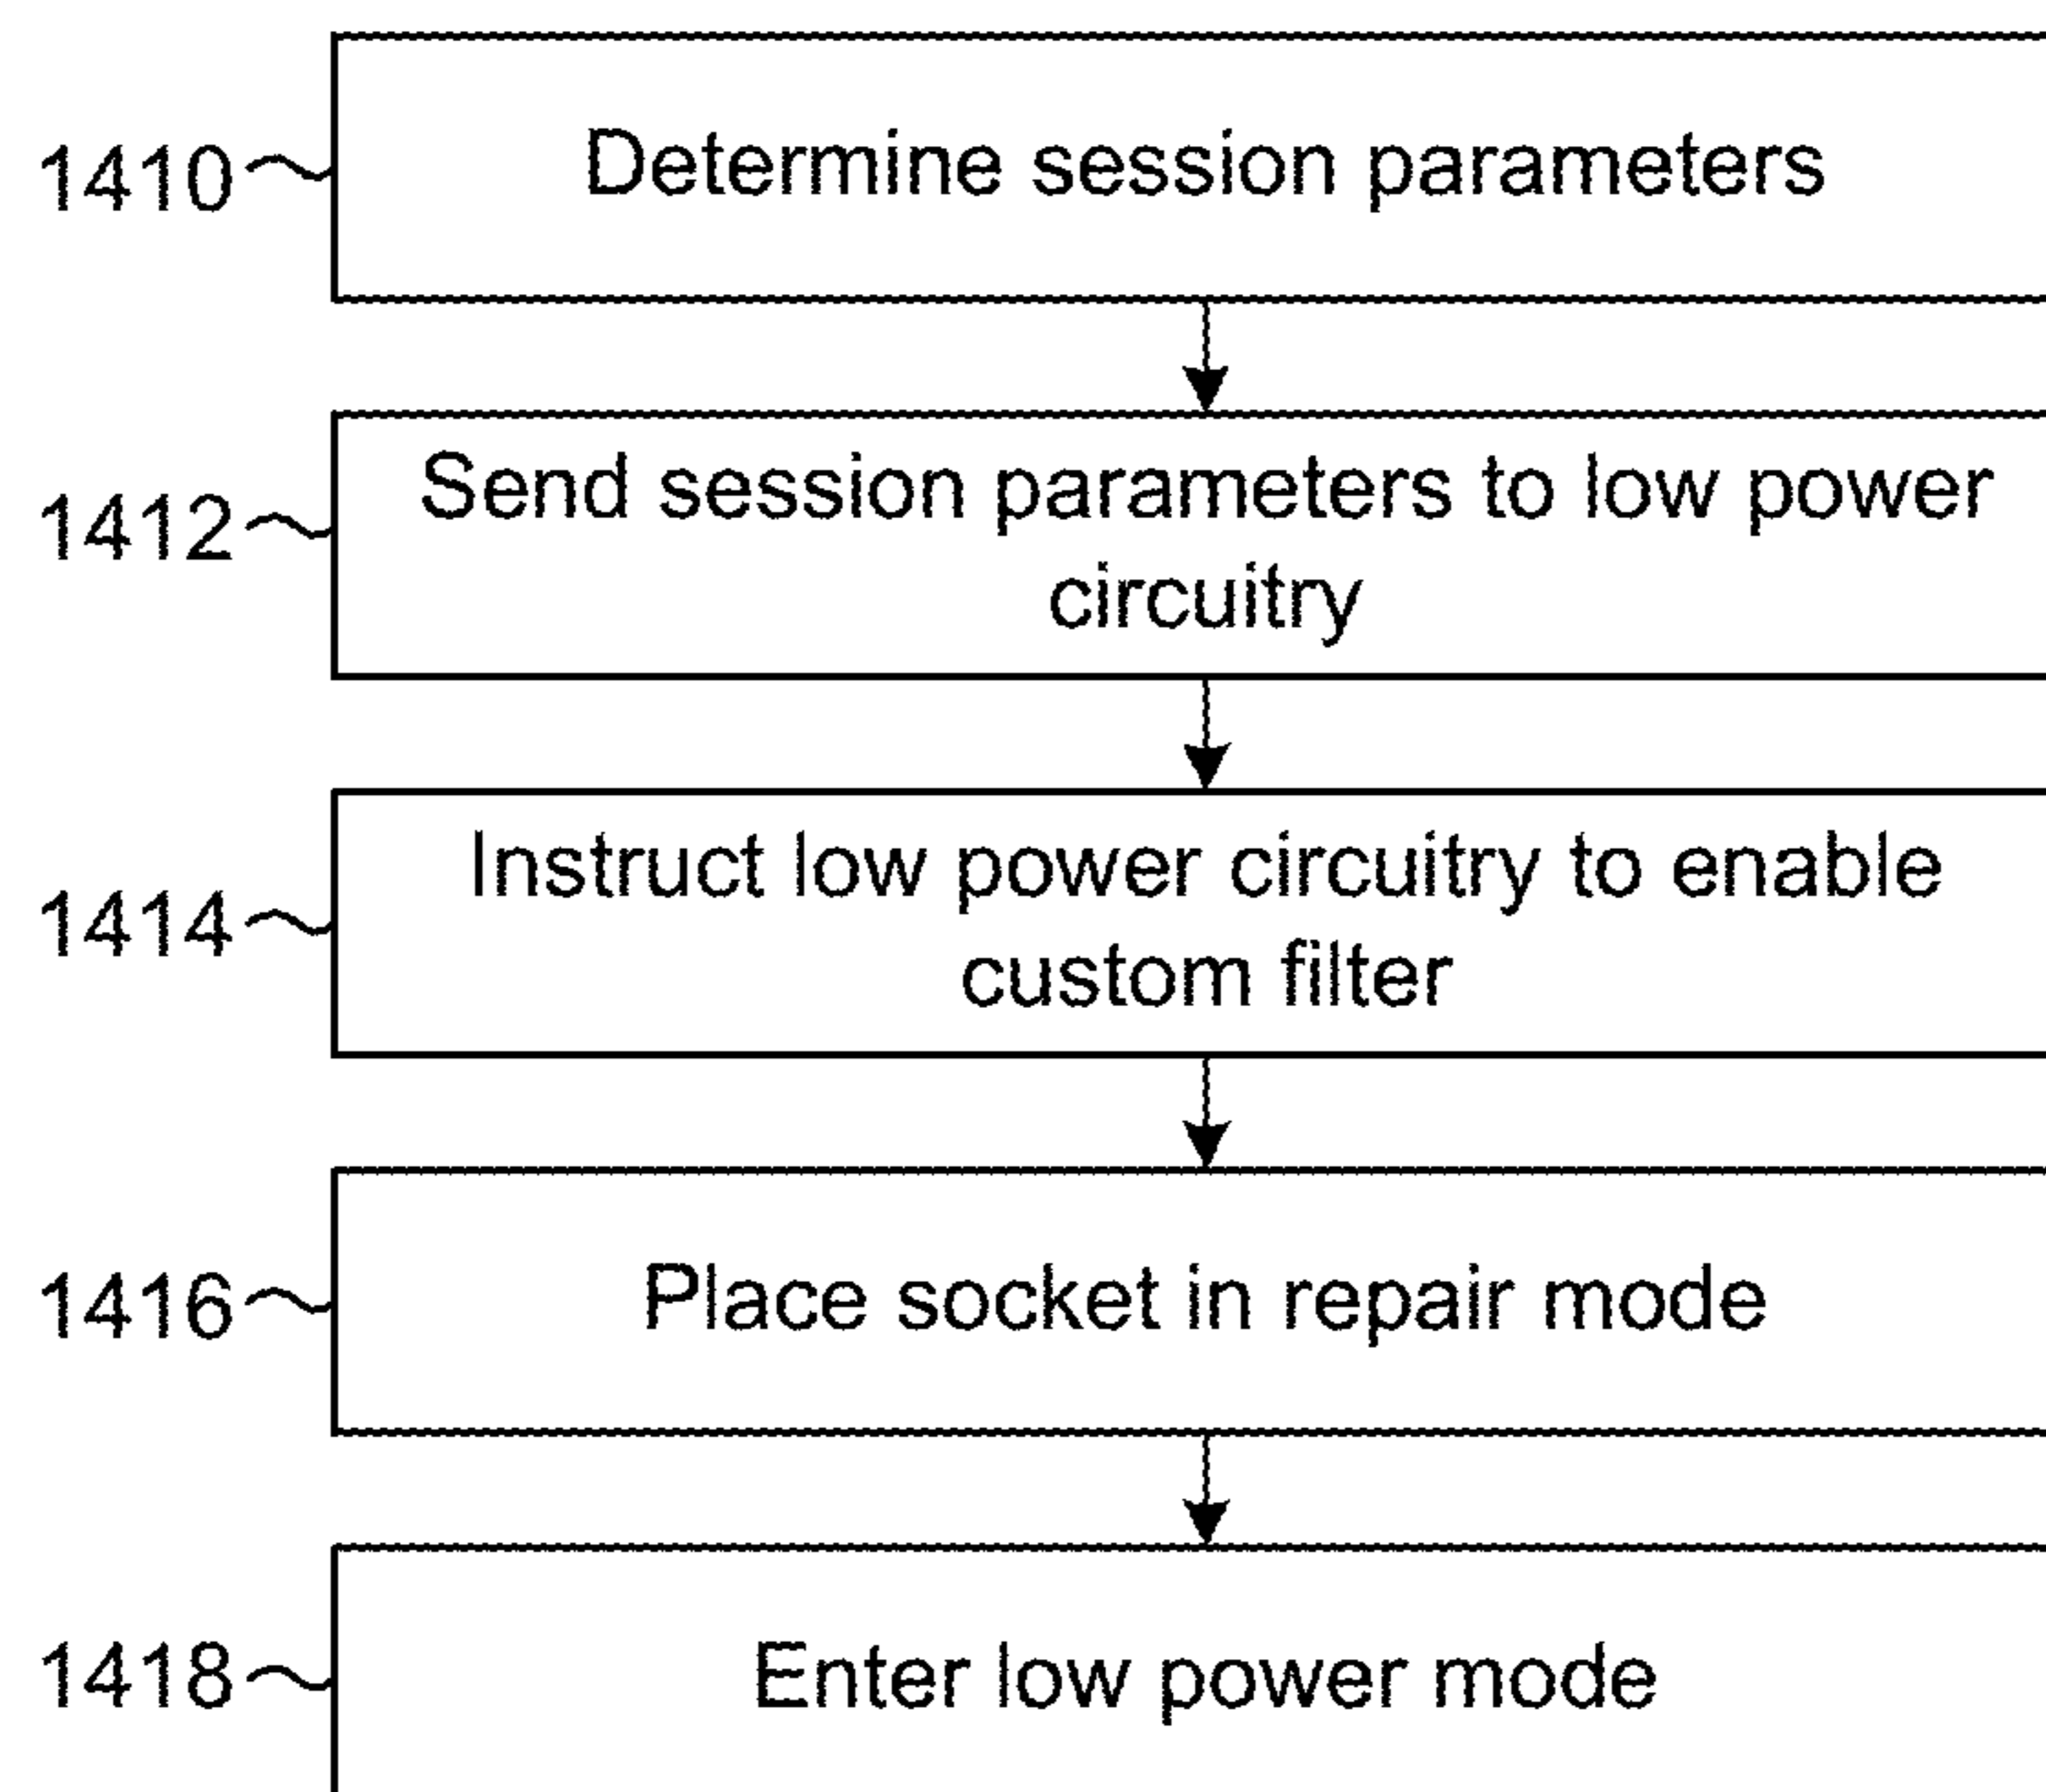 1410
Determine session parameters
1412
Send session parameters to low power
circuitry
1414
Instruct low power circuitry to enable
custom filter
1416
Place socket in repair mode
1418
Enter low power mode